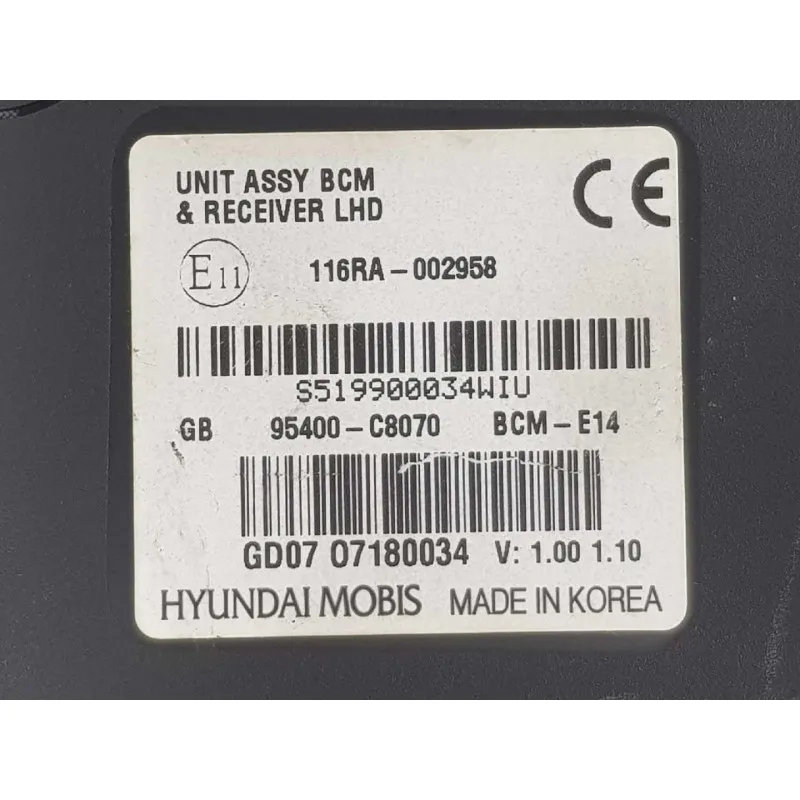 UNIT ASSY BCM
& RECEIVER LHD
CE
E11 116RA-002958
S519900034WIU
GB 95400-C8070 BCM-E14
GD07 07180034 V: 1.00 1.10
HYUNDAI MOBIS MADE IN KOREA